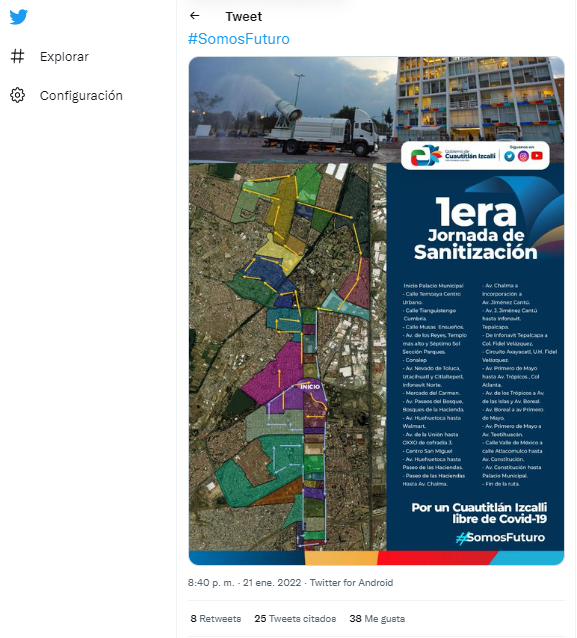 Tweet
Explorar
Configuración
#SomosFuturo
Gobierno de
Cuautitlán Izcalli
Síguenos en:
1era
Jornada de
Sanitización
Inicio Palacio Municipal
- Calle Temoaya Centro
Urbano.
- Calle Tianguistengo
Cumbria.
- Calle Musas Ensueños.
- Av. de los Reyes, Templo
mas alto y Séptimo Sol
Sección Parques.
- Conalep
- Av. Nevado de Toluca,
Iztacíhuatl y Citlaltepetl,
Infonavit Norte.
- Mercado del Carmen.
- Av. Paseos del Bosque,
Bosques de la Hacienda.
- Av. Huehuetoca hasta
Walmart.
- Av. de la Unión hasta
OXXO de cofradía 3.
- Centro San Miguel
- Av. Huehuetoca hasta
Paseo de las Haciendas.
- Paseo de las Haciendas
Hasta Av. Chalma.
- Av. Chalma a
Incorporación a
Av. Jiménez Cantú.
- Av. J. Jiménez Cantú
hasta Infonavit,
Tepalcapa.
- De Infonavit Tepalcapa a
Col. Fidel Velázquez.
- Circuito Axayacatl, U.H. Fidel
Velázquez.
- Av. Primero de Mayo
hasta Av. Trópicos., Col
Atlanta.
- Av. de los Trópicos a Av.
de las Islas y Av. Boreal.
- Av. Boreal a av Primero
de Mayo.
- Av. Primero de Mayo a
Av. Teotihuacán.
- Calle Valle de México a
calle Atlacomulco hasta
Av. Constitución.
- Av. Constitución hasta
Palacio Municipal.
- Fin de la ruta.
INICIO
Por un Cuautitlán Izcalli
libre de Covid-19
#SomosFuturo
8:40 p. m. · 21 ene. 2022 · Twitter for Android
8 Retweets 25 Tweets citados 38 Me gusta